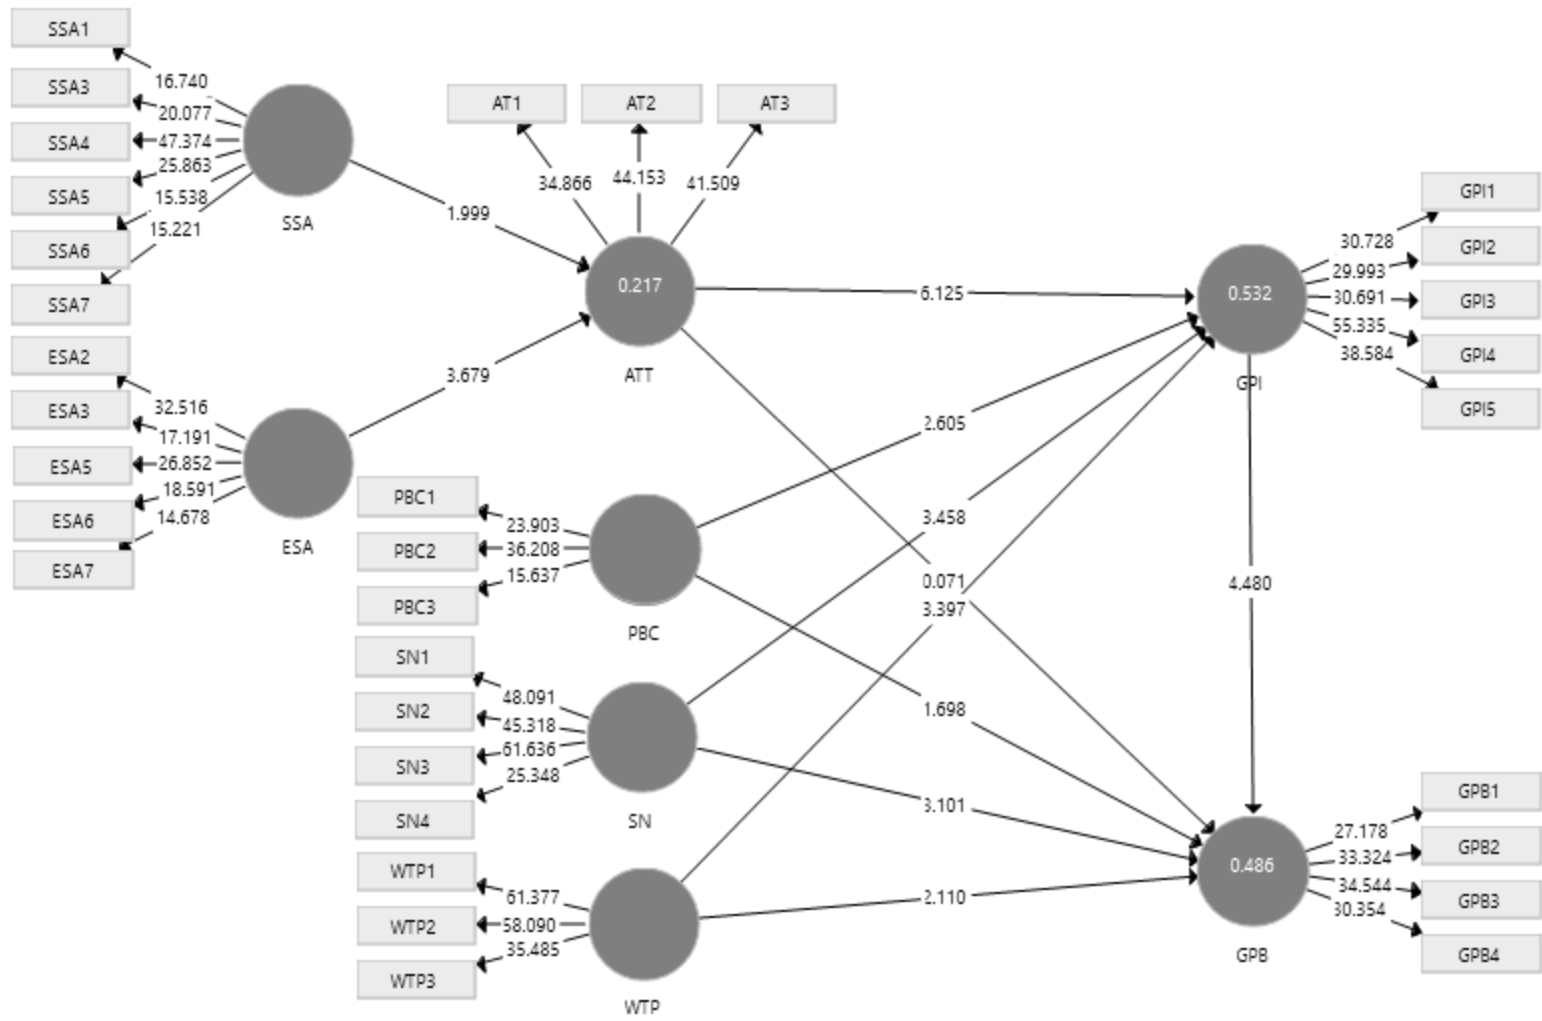 SSA1
SSA3
SSA4
SSA5
SSA6
SSA7
16.740
20.077
47.374
25.863
15.538
15.221
SSA
ESA2
ESA3
ESA5
ESA6
ESA7
32.516
17.191
26.852
18.591
14.678
ESA
1.999
3.679
AT1
AT2
AT3
34.866
44.153
41.509
0.217
ATT
PBC1
PBC2
PBC3
23.903
36.208
15.637
PBC
SN1
SN2
SN3
SN4
48.091
45.318
61.636
25.348
SN
WTP1
WTP2
WTP3
61.377
58.090
35.485
WTP
6.125
2.605
3.458
0.071
3.397
1.698
3.101
2.110
0.532
GPI
30.728
29.993
30.691
55.335
38.584
GPI1
GPI2
GPI3
GPI4
GPI5
4.480
0.486
GPB
27.178
33.324
34.544
30.354
GPB1
GPB2
GPB3
GPB4